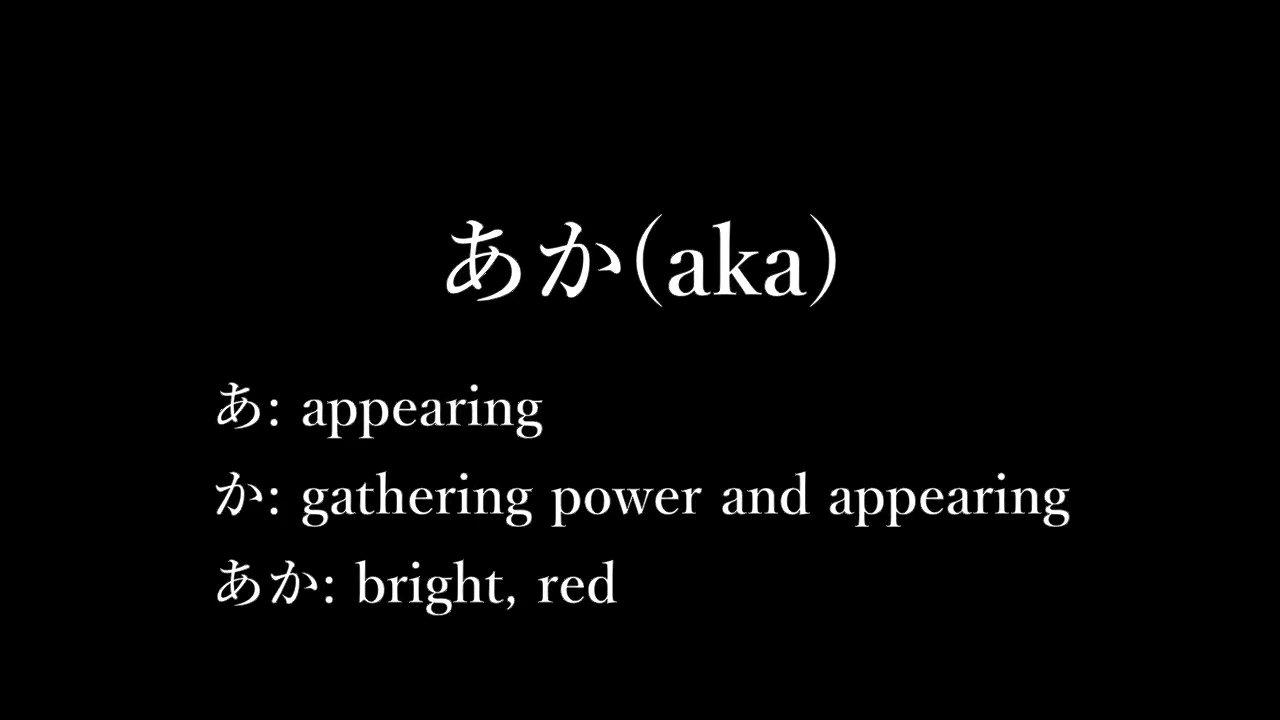 あか(aka)
あ: appearing
か: gathering power and appearing
あか: bright, red